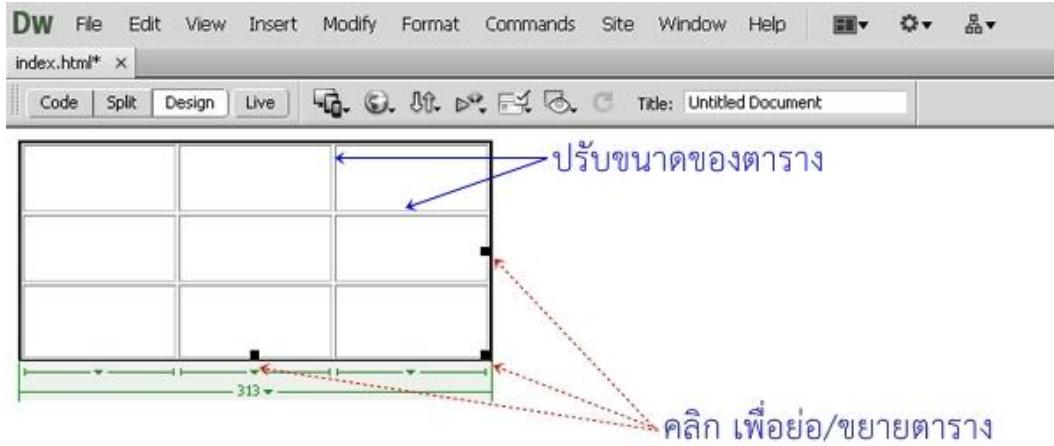 DW File Edit View Insert Modify Format Commands Site Window Help
index.html* ×
Code Split Design Live Title: Untitled Document
ปรับขนาดของตาราง
313
คลิก เพื่อย่อ/ขยายตาราง